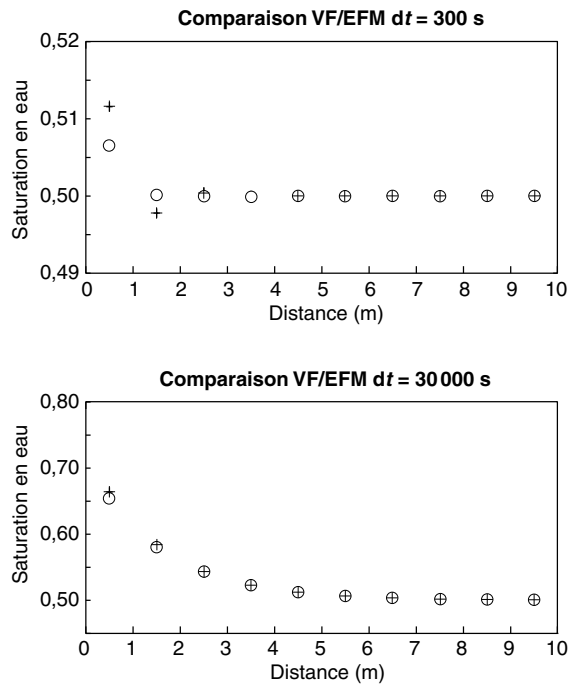 Comparaison VF/EFM dt = 300 s
Saturation en eau
0,52
0,51
0,50
0,49
0 1 2 3 4 5 6 7 8 9 10
Distance (m)
Comparaison VF/EFM dt = 30 000 s
Saturation en eau
0,80
0,70
0,60
0,50
0 1 2 3 4 5 6 7 8 9 10
Distance (m)